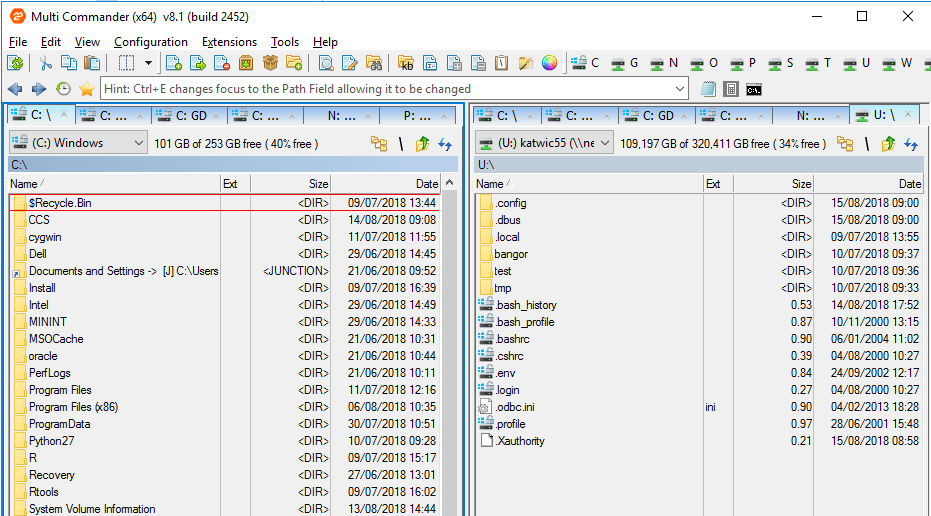 Multi Commander (x64) v8.1 (build 2452)
File Edit View Configuration Extensions Tools Help
kb C G N O P S T U W
Hint: Ctrl+E changes focus to the Path Field allowing it to be changed C:\.
C: \ C: ... C: GD C: ... N: ... P: ...
C: \ C: ... C: GD C: ... N: ... U: \
(C:) Windows 101 GB of 253 GB free ( 40% free ) \
(U:) katwic55 (\\ne 109,197 GB of 320,411 GB free ( 34% free ) \
C:\
U:\
Name Ext Size Date
$Recycle.Bin <DIR> 09/07/2018 13:44
CCS <DIR> 14/08/2018 09:08
cygwin <DIR> 11/07/2018 11:55
Dell <DIR> 29/06/2018 14:45
Documents and Settings -> [J] C:\Users <JUNCTION> 21/06/2018 09:52
Install <DIR> 09/07/2018 16:39
Intel <DIR> 29/06/2018 14:49
MININT <DIR> 29/06/2018 14:33
MSOCache <DIR> 21/06/2018 10:31
oracle <DIR> 21/06/2018 10:44
PerfLogs <DIR> 21/06/2018 10:11
Program Files <DIR> 11/07/2018 12:16
Program Files (x86) <DIR> 06/08/2018 10:35
ProgramData <DIR> 30/07/2018 10:51
Python27 <DIR> 10/07/2018 09:28
R <DIR> 09/07/2018 15:17
Recovery <DIR> 27/06/2018 13:01
Rtools <DIR> 09/07/2018 16:02
System Volume Information <DIR> 13/08/2018 14:44
Name Ext Size Date
.config <DIR> 15/08/2018 09:00
.dbus <DIR> 15/08/2018 09:00
.local <DIR> 09/07/2018 13:55
bangor <DIR> 10/07/2018 09:37
test <DIR> 10/07/2018 09:36
tmp <DIR> 10/07/2018 09:33
.bash_history 0.53 14/08/2018 17:52
.bash_profile 0.87 10/11/2000 13:15
.bashrc 0.90 06/01/2004 11:02
.cshrc 0.39 04/08/2000 10:27
.env 0.84 24/09/2002 12:17
.login 0.27 04/08/2000 10:27
.odbc.ini ini 0.90 04/02/2013 18:28
.profile 0.97 28/06/2001 15:48
.Xauthority 0.21 15/08/2018 08:58